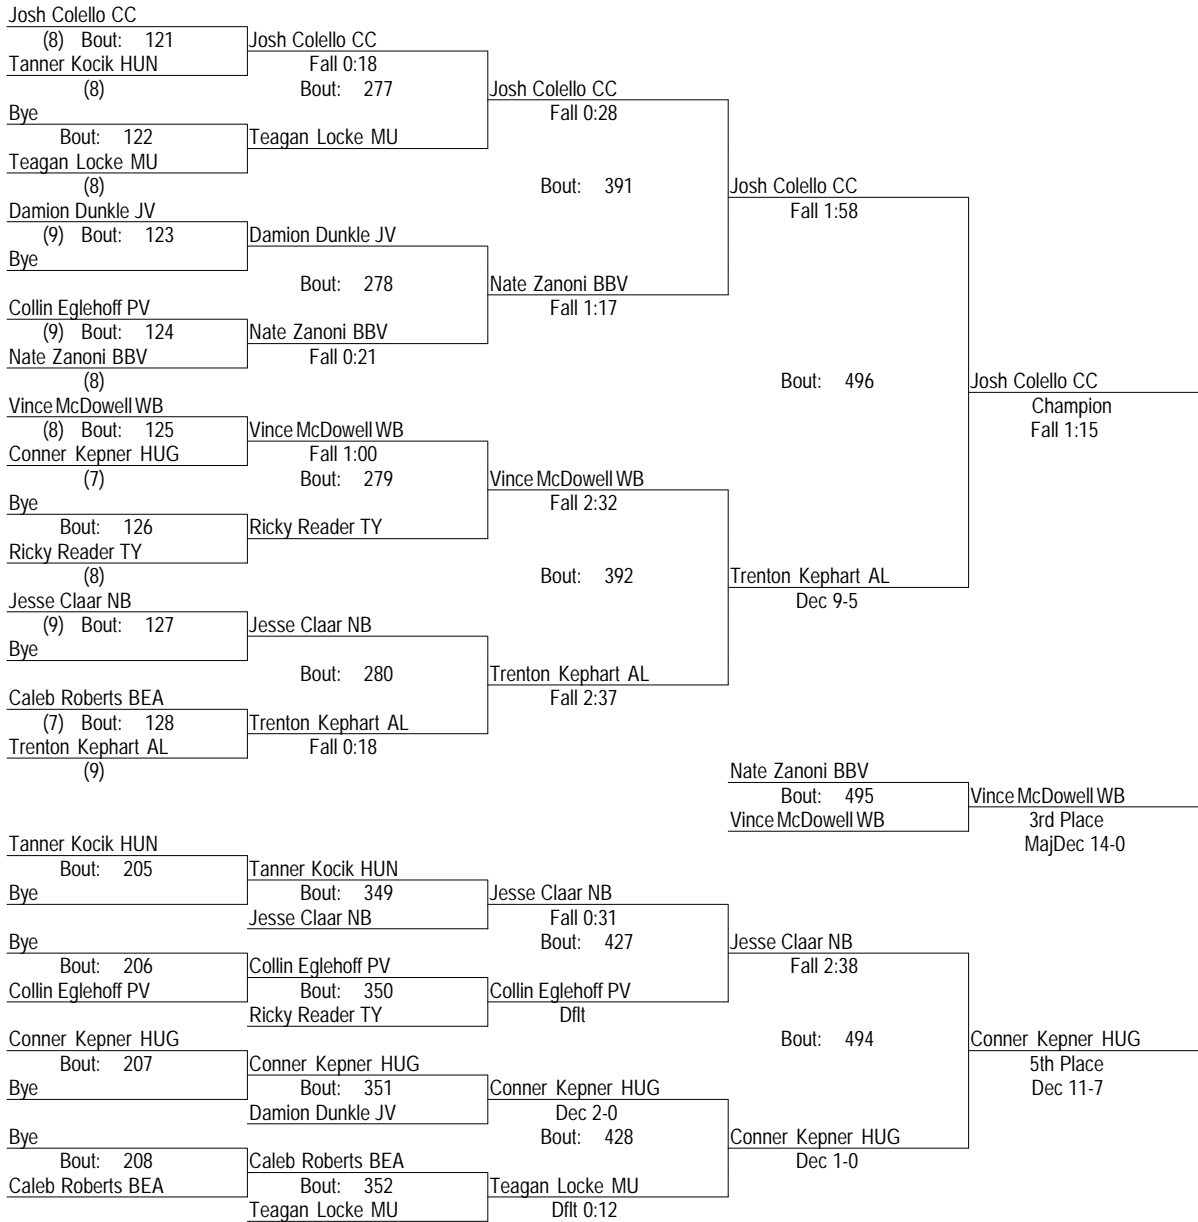 Josh Colello CC
(8) Bout: 121
Josh Colello CC
Tanner Kocik HUN
Fall 0:18
(8)
Bout: 277
Josh Colello CC
Bye
Fall 0:28
Bout: 122
Teagan Locke MU
Teagan Locke MU
(8)
Bout: 391
Josh Colello CC
Damion Dunkle JV
Fall 1:58
(9) Bout: 123
Damion Dunkle JV
Bye
Bout: 278
Nate Zanoni BBV
Collin Eglehoff PV
Fall 1:17
(9) Bout: 124
Nate Zanoni BBV
Nate Zanoni BBV
Fall 0:21
(8)
Bout: 496
Josh Colello CC
Vince McDowell WB
Champion
(8) Bout: 125
Vince McDowell WB
Fall 1:15
Conner Kepner HUG
Fall 1:00
(7)
Bout: 279
Vince McDowell WB
Bye
Fall 2:32
Bout: 126
Ricky Reader TY
Ricky Reader TY
(8)
Bout: 392
Trenton Kephart AL
Jesse Claar NB
Dec 9-5
(9) Bout: 127
Jesse Claar NB
Bye
Bout: 280
Trenton Kephart AL
Caleb Roberts BEA
Fall 2:37
(7) Bout: 128
Trenton Kephart AL
Trenton Kephart AL
Fall 0:18
(9)
Nate Zanoni BBV
Bout: 495
Vince McDowell WB
Vince McDowell WB
3rd Place
MajDec 14-0
Tanner Kocik HUN
Bout: 205
Tanner Kocik HUN
Bye
Bout: 349
Jesse Claar NB
Jesse Claar NB
Fall 0:31
Bye
Bout: 427
Jesse Claar NB
Bout: 206
Collin Eglehoff PV
Fall 2:38
Collin Eglehoff PV
Bout: 350
Collin Eglehoff PV
Ricky Reader TY
Dflt
Conner Kepner HUG
Bout: 494
Conner Kepner HUG
Bout: 207
Conner Kepner HUG
5th Place
Bye
Bout: 351
Conner Kepner HUG
Dec 11-7
Damion Dunkle JV
Dec 2-0
Bye
Bout: 428
Conner Kepner HUG
Bout: 208
Caleb Roberts BEA
Dec 1-0
Caleb Roberts BEA
Bout: 352
Teagan Locke MU
Teagan Locke MU
Dflt 0:12